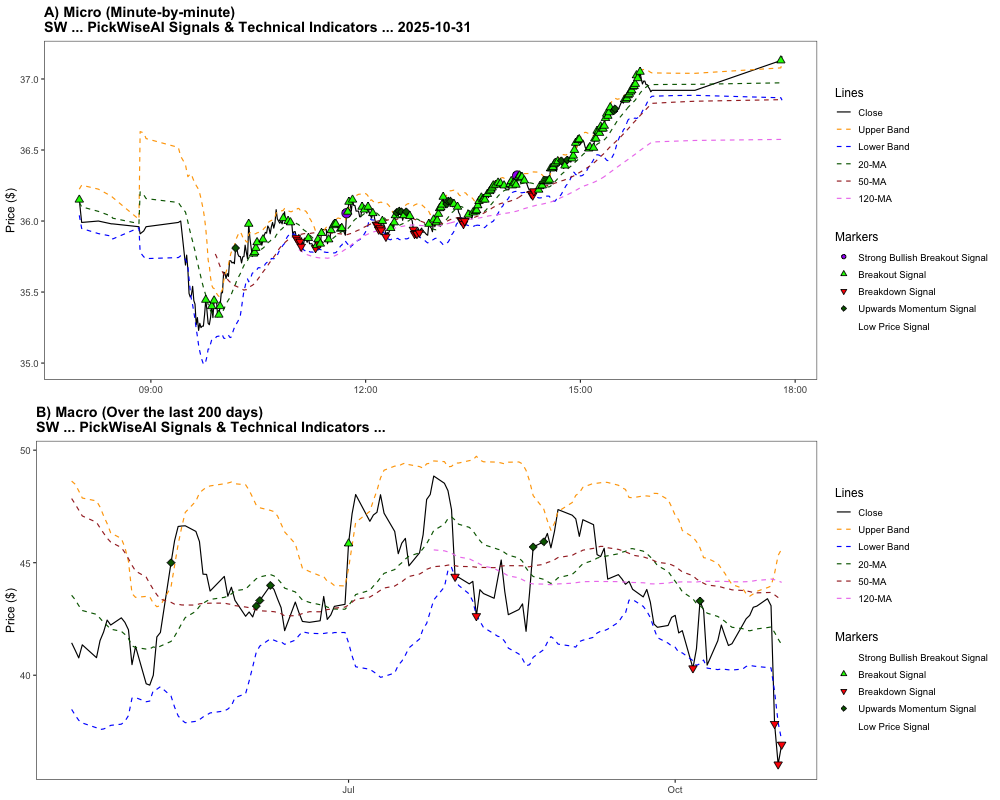 A) Micro (Minute-by-minute)
SW ... PickWiseAI Signals & Technical Indicators ... 2025-10-31
Price ($)
37.0
36.5
36.0
35.5
35.0
09:00
12:00
15:00
18:00
Lines
Close
Upper Band
Lower Band
20-MA
50-MA
120-MA
Markers
Strong Bullish Breakout Signal
Breakout Signal
Breakdown Signal
Upwards Momentum Signal
Low Price Signal
B) Macro (Over the last 200 days)
SW ... PickWiseAI Signals & Technical Indicators ...
Price ($)
50
45
40
Jul
Oct
Lines
Close
Upper Band
Lower Band
20-MA
50-MA
120-MA
Markers
Strong Bullish Breakout Signal
Breakout Signal
Breakdown Signal
Upwards Momentum Signal
Low Price Signal